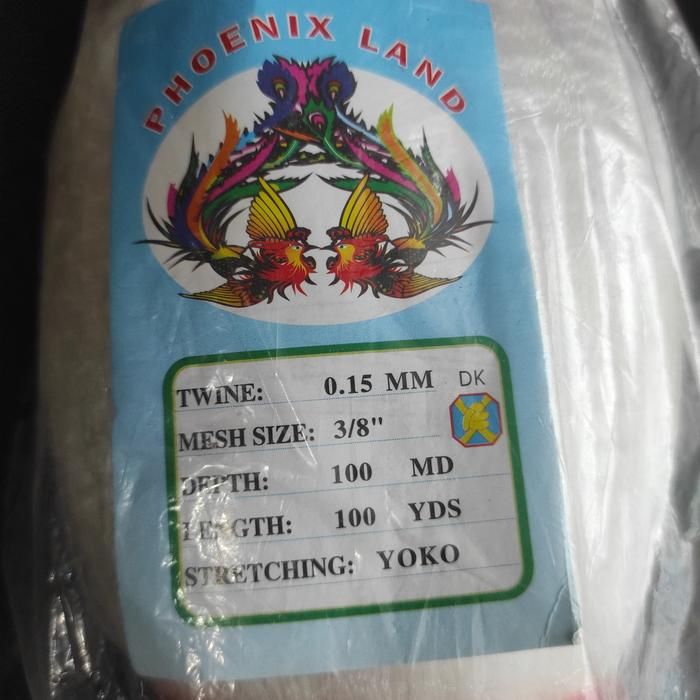 PHOENIX LAND
TWINE: 0.15 MM DK
MESH SIZE: 3/8"
DEPTH: 100 MD
LENGTH: 100 YDS
STRETCHING: YOKO